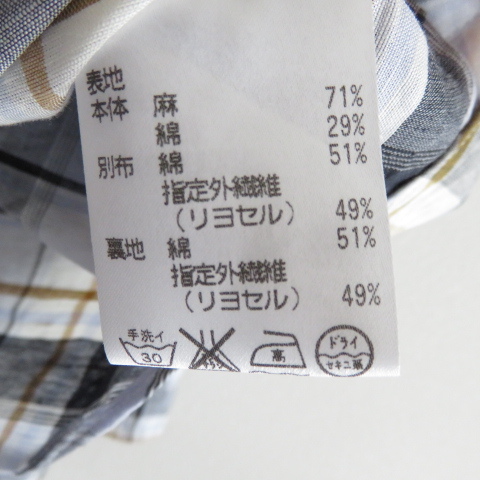 表地
本体 麻 71%
綿 29%
別布 綿 51%
指定外繊維
(リヨセル) 49%
裏地 綿 51%
指定外繊維
(リヨセル) 49%
手洗イ
30
高
ドライ
セキユ系